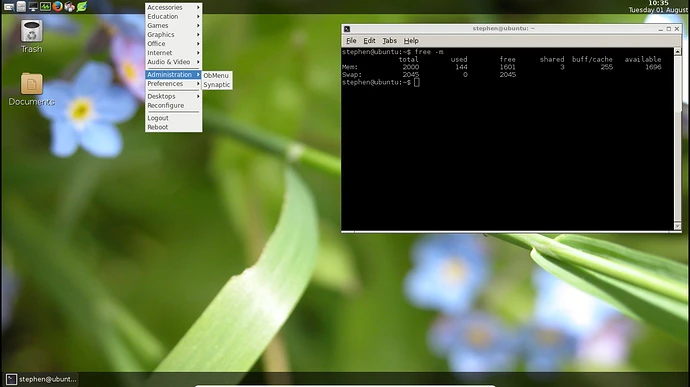 10:35
Tuesday 01 August
Trash
Documents
Accessories
Education
Games
Graphics
Office
Internet
Audio & Video
Administration
Preferences
Desktops
Reconfigure
Logout
Reboot
ObMenu
Synaptic
stephen@ubuntu: ~
File Edit Tabs Help
stephen@ubuntu:~$ free -m
total used free shared buff/cache available
Mem: 2000 144 1601 3 255 1696
Swap: 2045 0 2045
stephen@ubuntu:~$
stephen@ubunt...